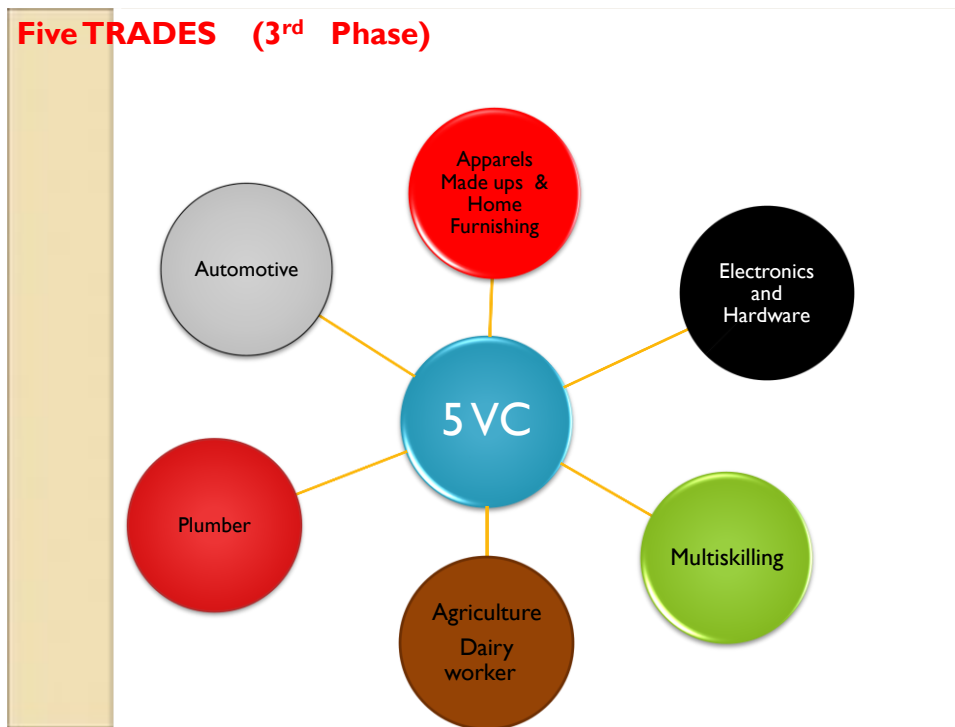 Five TRADES (3rd Phase)
Apparels
Made ups &
Home
Furnishing
Automotive
Electronics
and
Hardware
5 VC
Plumber
Multiskilling
Agriculture
Dairy
worker